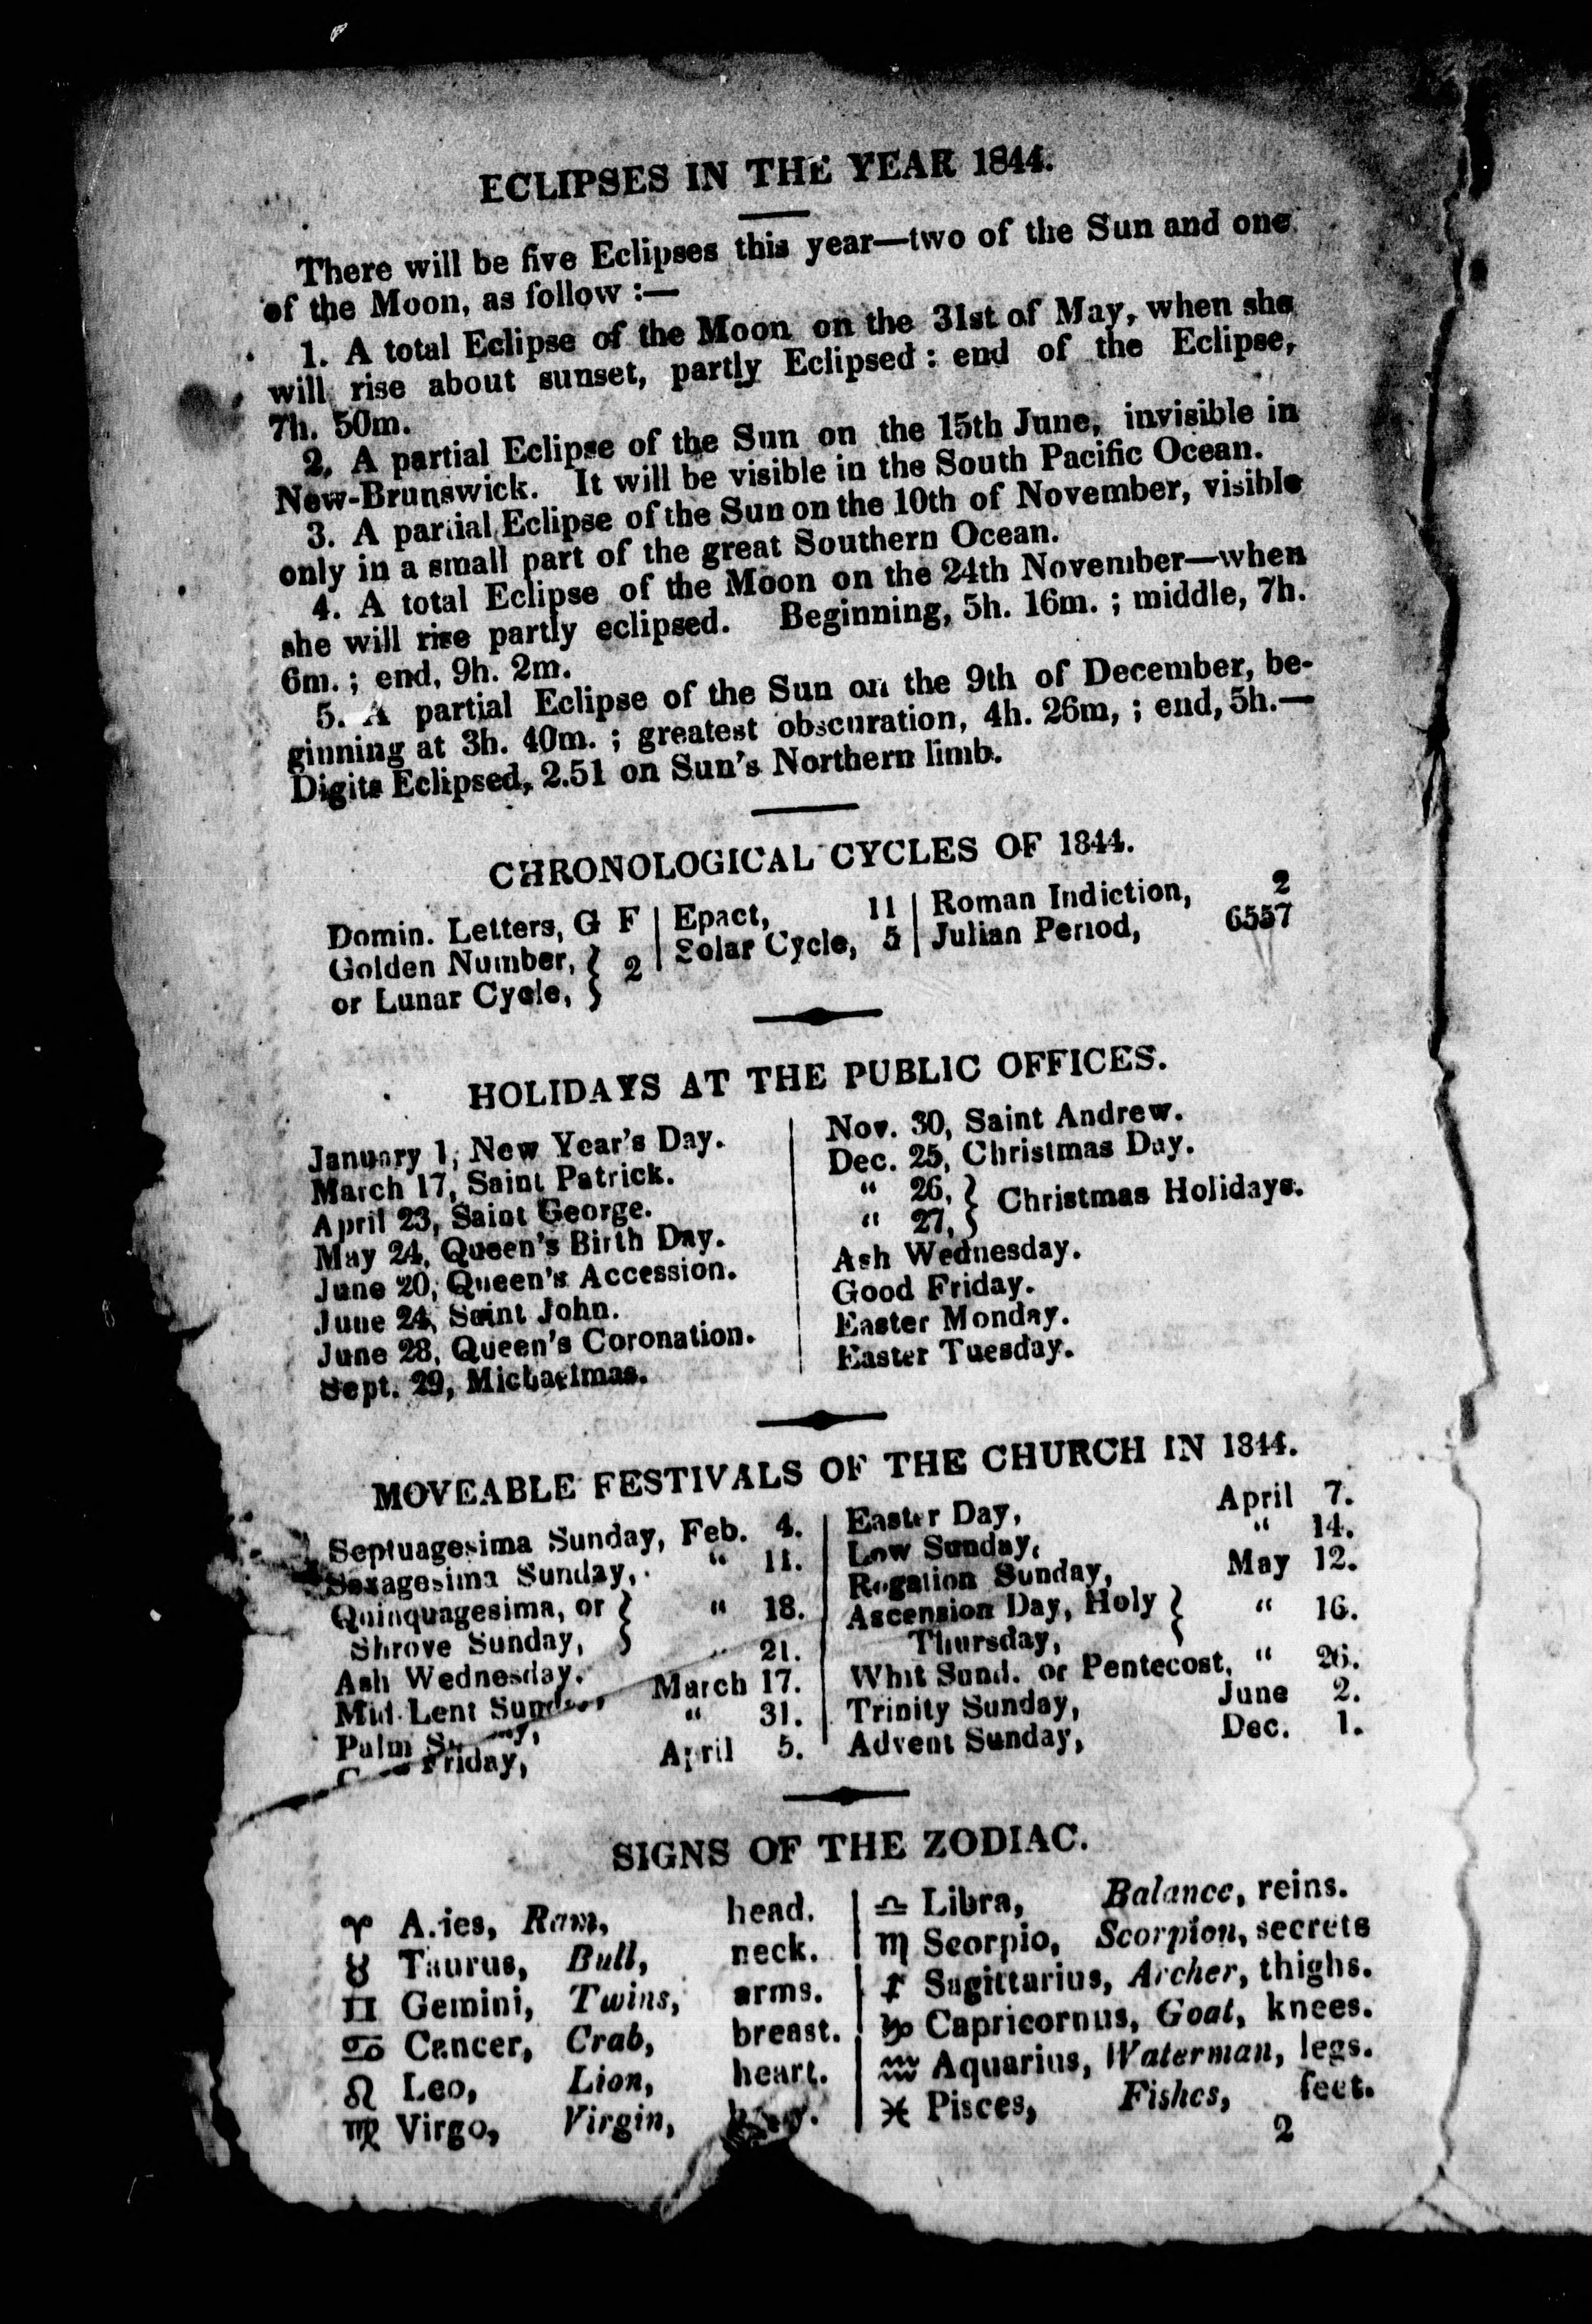 ECLIPSES IN THE YEAR 1844.
There will be five Eclipses this year—two of the Sun and one
of the Moon, as follow :—
1. A total Eclipse of the Moon on the 31st of May, when she
will rise about sunset, partly Eclipsed : end of the Eclipse,
7h. 50m.
2. A partial Eclipse of the Sun on the 15th June, invisible in
New-Brunswick. It will be visible in the South Pacific Ocean.
3. A partial Eclipse of the Sun on the 10th of November, visible
only in a small part of the great Southern Ocean.
4. A total Eclipse of the Moon on the 24th November—when
she will rise partly eclipsed. Beginning, 5h. 16m. ; middle, 7h.
6m. ; end, 9h. 2m.
5. A partial Eclipse of the Sun on the 9th of December, be-
ginning at 3h. 40m. ; greatest obscuration, 4h. 26m, ; end, 5h.—
Digits Eclipsed, 2.51 on Sun's Northern limb.
CHRONOLOGICAL CYCLES OF 1844.
Domin. Letters, G F
Golden Number, } 2
or Lunar Cycle, }
Epact, 11
Solar Cycle, 5
Roman Indiction, 2
Julian Period, 6557
HOLIDAYS AT THE PUBLIC OFFICES.
January 1, New Year's Day.
March 17, Saint Patrick.
April 23, Saint George.
May 24, Queen's Birth Day.
June 20, Queen's Accession.
June 24, Saint John.
June 28, Queen's Coronation.
Sept. 29, Michaelmas.
Nov. 30, Saint Andrew.
Dec. 25, Christmas Day.
" 26, } Christmas Holidays.
" 27, }
Ash Wednesday.
Good Friday.
Easter Monday.
Easter Tuesday.
MOVEABLE FESTIVALS OF THE CHURCH IN 1844.
Septuagesima Sunday, Feb. 4.
Sexagesima Sunday, " 11.
Quinquagesima, or } " 18.
Shrove Sunday, }
Ash Wednesday, " 21.
Mid-Lent Sunday, March 17.
Palm " 31.
Friday, April 5.
Easter Day, April 7.
Low Sunday, " 14.
Rogation Sunday, May 12.
Ascension Day, Holy } " 16.
Thursday, }
Whit Sund. or Pentecost, " 26.
Trinity Sunday, June 2.
Advent Sunday, Dec. 1.
SIGNS OF THE ZODIAC.
♈ Aries, Ram, head.
♉ Taurus, Bull, neck.
♊ Gemini, Twins, arms.
♋ Cancer, Crab, breast.
♌ Leo, Lion, heart.
♍ Virgo, Virgin,
♎ Libra, Balance, reins.
♏ Scorpio, Scorpion, secrets
♐ Sagittarius, Archer, thighs.
♑ Capricornus, Goat, knees.
♒ Aquarius, Waterman, legs.
♓ Pisces, Fishes, feet.
2